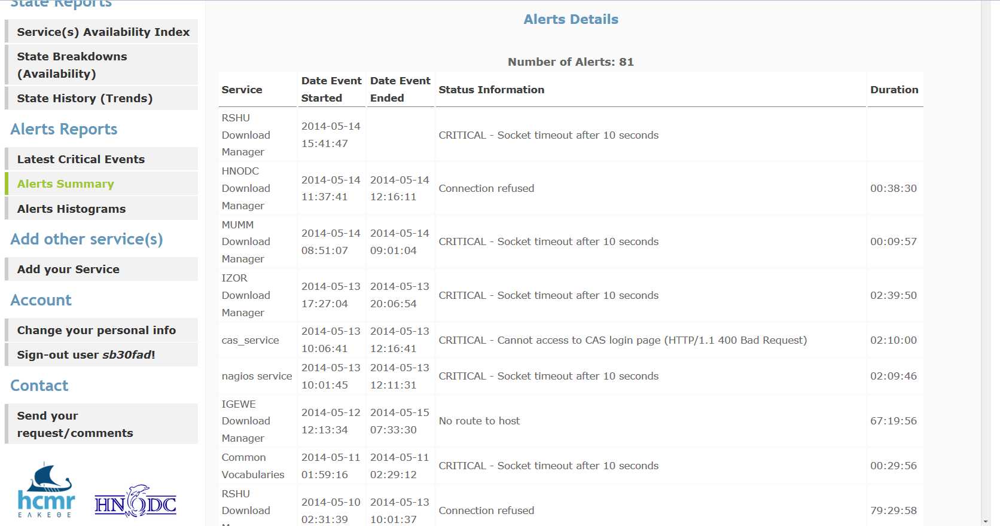 State Reports
Service(s) Availability Index
State Breakdowns
(Availability)
State History (Trends)
Alerts Reports
Latest Critical Events
Alerts Summary
Alerts Histograms
Add other service(s)
Add your Service
Account
Change your personal info
Sign-out user sb30fad!
Contact
Send your
request/comments
hcmr
ΕΛΚΕΘΕ
HNODC
Alerts Details
Number of Alerts: 81
Service Date Event Started Date Event Ended Status Information Duration
RSHU Download Manager 2014-05-14 15:41:47 CRITICAL - Socket timeout after 10 seconds
HNODC Download Manager 2014-05-14 11:37:41 2014-05-14 12:16:11 Connection refused 00:38:30
MUMM Download Manager 2014-05-14 08:51:07 2014-05-14 09:01:04 CRITICAL - Socket timeout after 10 seconds 00:09:57
IZOR Download Manager 2014-05-13 17:27:04 2014-05-13 20:06:54 CRITICAL - Socket timeout after 10 seconds 02:39:50
cas_service 2014-05-13 10:06:41 2014-05-13 12:16:41 CRITICAL - Cannot access to CAS login page (HTTP/1.1 400 Bad Request) 02:10:00
nagios service 2014-05-13 10:01:45 2014-05-13 12:11:31 CRITICAL - Socket timeout after 10 seconds 02:09:46
IGEWE Download Manager 2014-05-12 12:13:34 2014-05-15 07:33:30 No route to host 67:19:56
Common Vocabularies 2014-05-11 01:59:16 2014-05-11 02:29:12 CRITICAL - Socket timeout after 10 seconds 00:29:56
RSHU Download 2014-05-10 02:31:39 2014-05-13 10:01:37 Connection refused 79:29:58